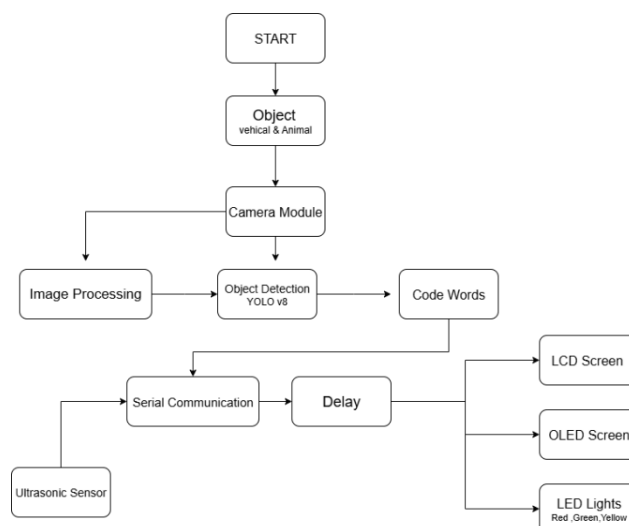 START
Object
vehical & Animal
Camera Module
Image Processing
Object Detection
YOLO v8
Code Words
LCD Screen
Serial Communication
Delay
OLED Screen
Ultrasonic Sensor
LED Lights
Red ,Green,Yellow